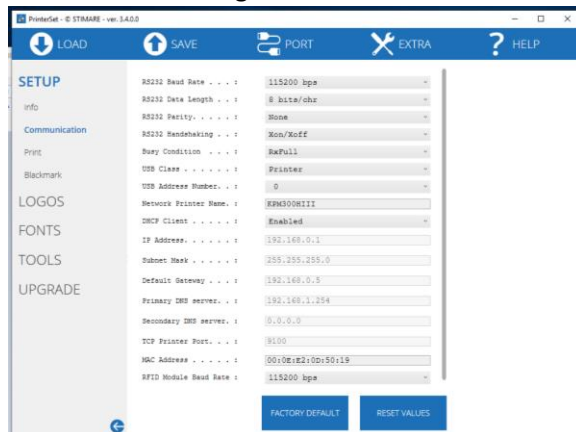 PrinterSet - © STIMARE - ver. 3.4.0.0
LOAD SAVE PORT EXTRA ? HELP
SETUP
Info
Communication
Print
Blackmark
LOGOS
FONTS
TOOLS
UPGRADE
RS232 Baud Rate . . . : 115200 bps
RS232 Data Length . . : 8 bits/chr
RS232 Parity. . . . . : None
RS232 Handshaking . . : Xon/Xoff
Busy Condition . . . : RxFull
USB Class . . . . . . : Printer
USB Address Number. . : 0
Network Printer Name. : KPM300HIII
DHCP Client . . . . . : Enabled
IP Address. . . . . . : 192.168.0.1
Subnet Mask . . . . . : 255.255.255.0
Default Gateway . . . : 192.168.0.5
Primary DNS server. . : 192.168.1.254
Secondary DNS server. : 0.0.0.0
TCP Printer Port. . . : 9100
MAC Address . . . . . : 00:0E:E2:0D:50:19
RFID Module Baud Rate : 115200 bps
FACTORY DEFAULT RESET VALUES